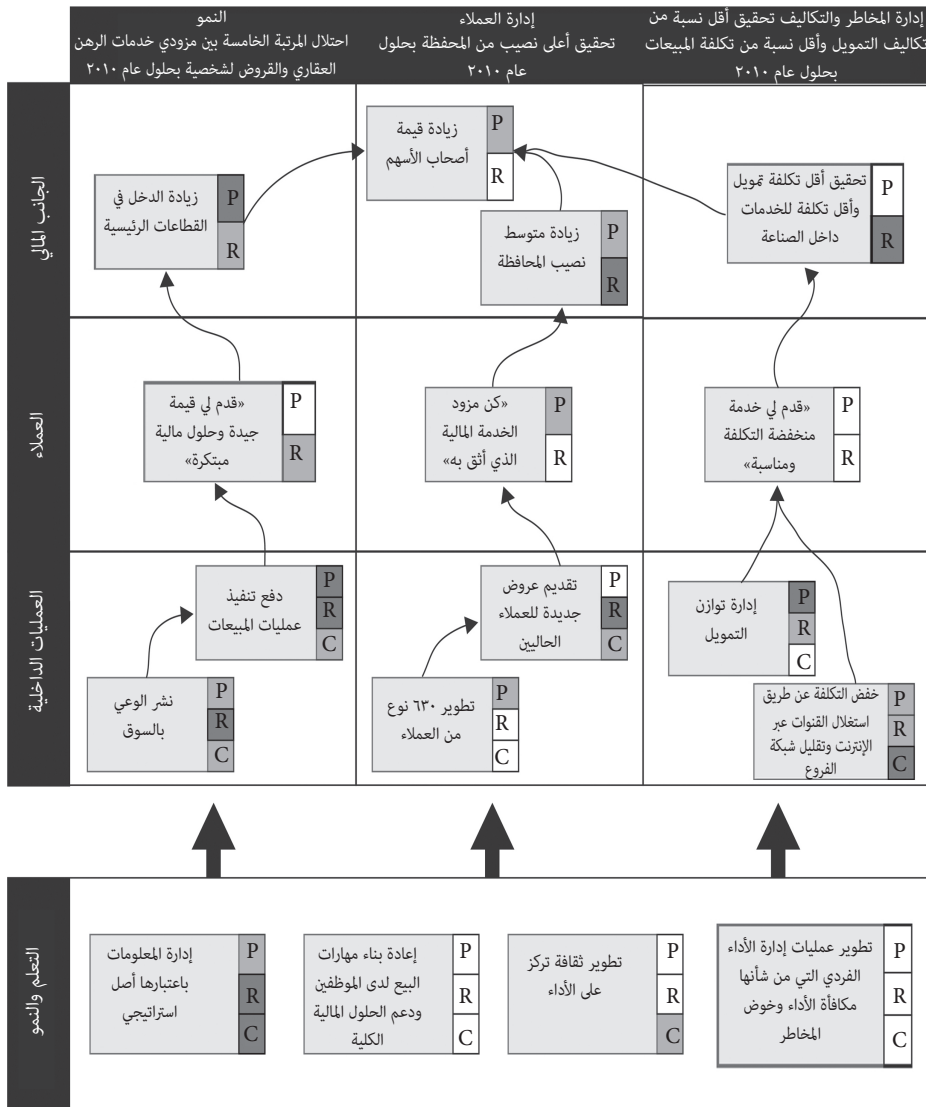 إدارة المخاطر والتكاليف تحقيق أقل نسبة من
تكاليف التمويل وأقل نسبة من تكلفة المبيعات
بحلول عام ٢٠١٠
إدارة العملاء
تحقيق أعلى نصيب من المحفظة بحلول
عام ٢٠١٠
النمو
احتلال المرتبة الخامسة بين مزودي خدمات الرهن
العقاري والقروض لشخصية بحلول عام ٢٠١٠
الجانب المالي
تحقيق أقل تكلفة تمويل
وأقل تكلفة للخدمات
داخل الصناعة
P
R
زيادة قيمة
أصحاب الأسهم
P
R
زيادة متوسط
نصيب المحافظة
P
R
زيادة الدخل في
القطاعات الرئيسية
P
R
العملاء
«قدم لي خدمة
منخفضة التكلفة
ومناسبة»
P
R
«كن مزود
الخدمة المالية
الذي أثق به»
P
R
«قدم لي قيمة
جيدة وحلول مالية
مبتكرة»
P
R
العمليات الداخلية
إدارة توازن
التمويل
P
R
C
خفض التكلفة عن طريق
استغلال القنوات عبر
الإنترنت وتقليل شبكة
الفروع
P
R
C
تقديم عروض
جديدة للعملاء
الحاليين
P
R
C
تطوير ٦٣٠ نوع
من العملاء
P
R
C
دفع تنفيذ
عمليات المبيعات
P
R
C
نشر الوعي
بالسوق
P
R
C
التعلم والنمو
تطوير عمليات إدارة الأداء
الفردي التي من شأنها
مكافأة الأداء وخوض
المخاطر
P
R
C
تطوير ثقافة تركز
على الأداء
P
R
C
إعادة بناء مهارات
البيع لدى الموظفين
ودعم الحلول المالية
الكلية
P
R
C
إدارة المعلومات
باعتبارها أصل
استراتيجي
P
R
C